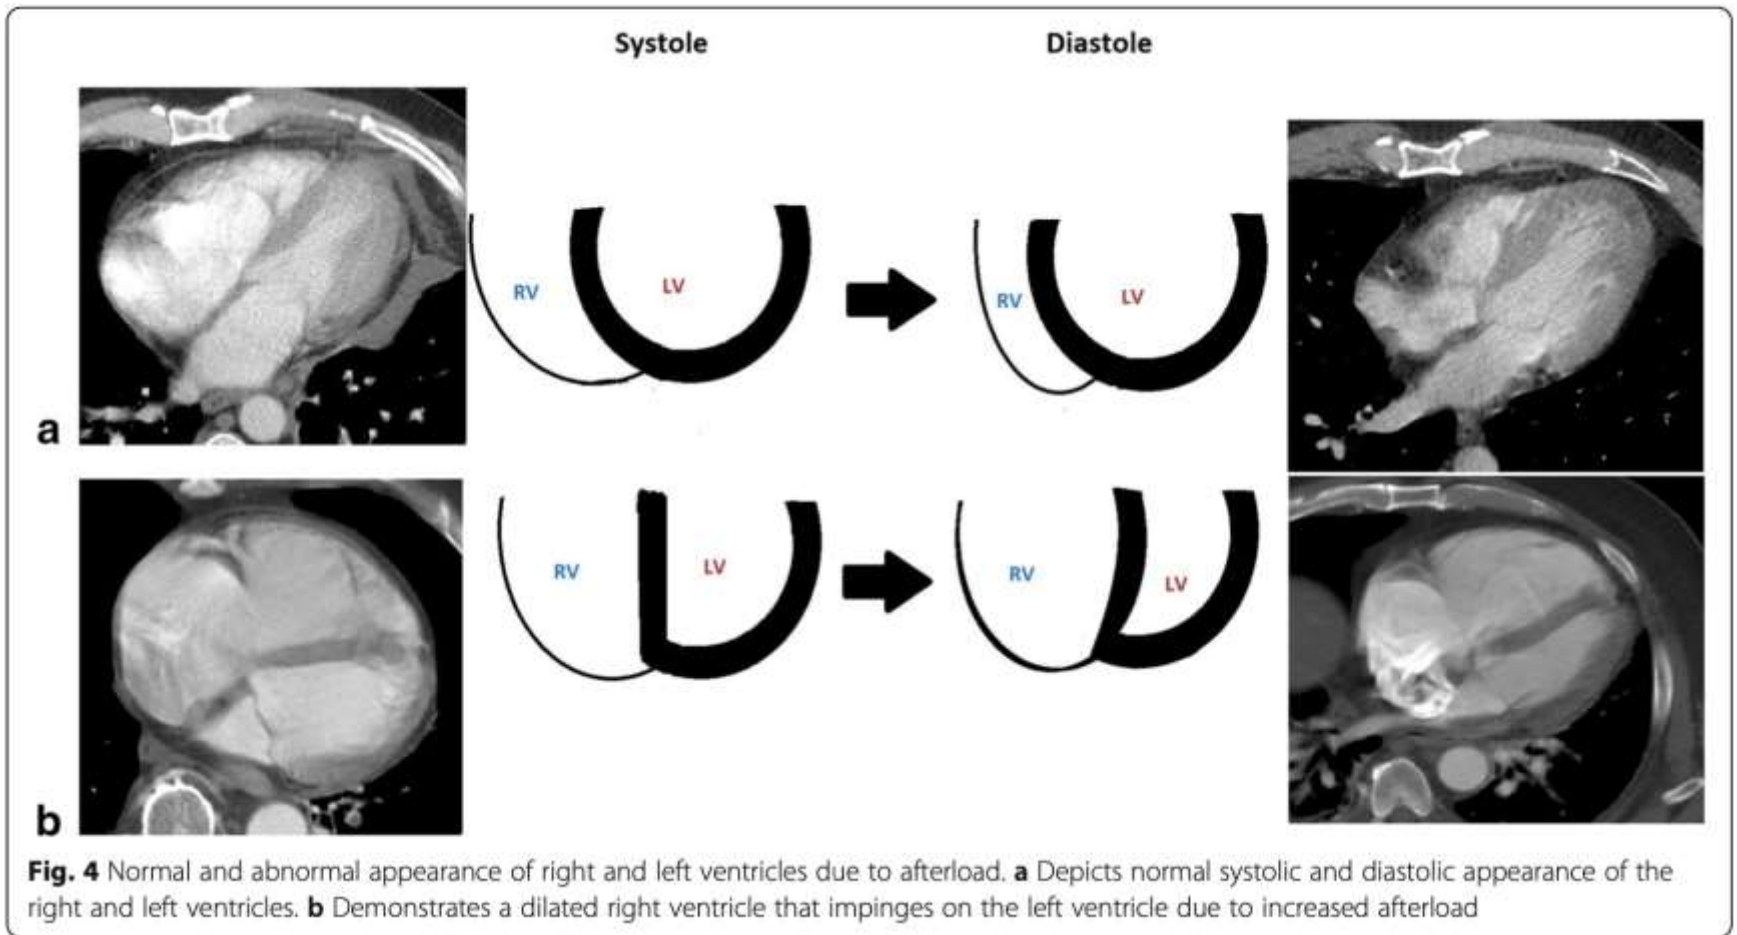 Systole
Diastole
RV
LV
RV
LV
a
RV
LV
RV
LV
b
Fig. 4 Normal and abnormal appearance of right and left ventricles due to afterload. a Depicts normal systolic and diastolic appearance of the
right and left ventricles. b Demonstrates a dilated right ventricle that impinges on the left ventricle due to increased afterload